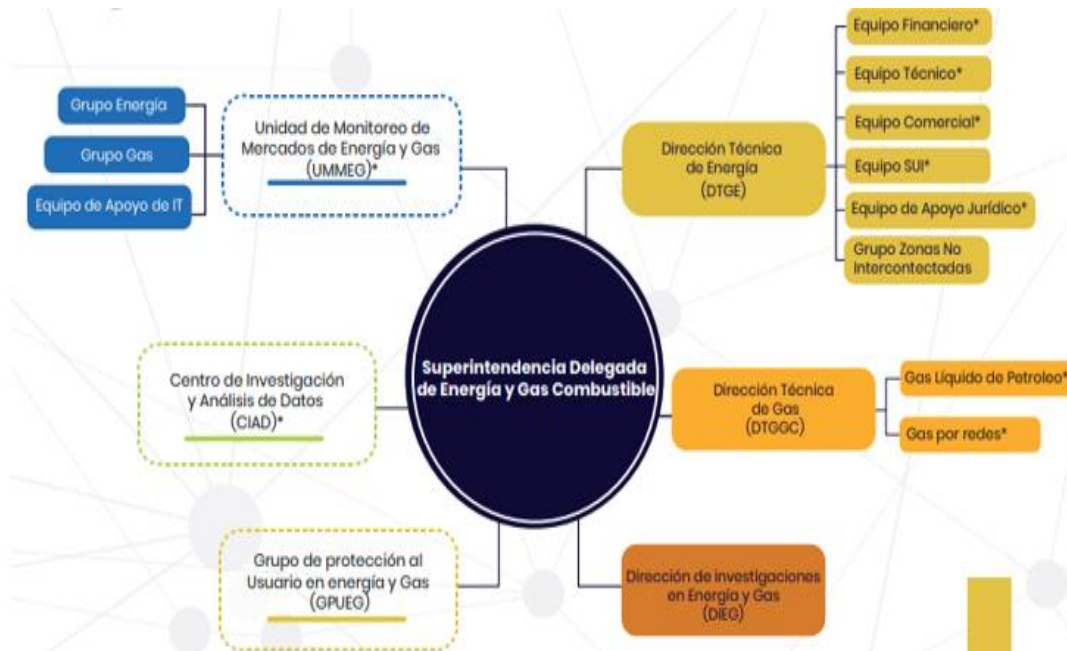 Grupo Energía
Grupo Gas
Equipo de Apoyo de IT
Unidad de Monitoreo de
Mercados de Energía y Gas
(UMMEG)*
Centro de Investigación
y Análisis de Datos
(CIAD)*
Grupo de protección al
Usuario en energía y Gas
(GPUEG)
Superintendencia Delegada
de Energía y Gas Combustible
Dirección Técnica
de Energía
(DTGE)
Equipo Financiero*
Equipo Técnico*
Equipo Comercial*
Equipo SUI*
Equipo de Apoyo Jurídico*
Grupo Zonas No
Intercontectadas
Dirección Técnica
de Gas
(DTGGC)
Gas Líquido de Petroleo*
Gas por redes*
Dirección de investigaciones
en Energía y Gas
(DIEG)